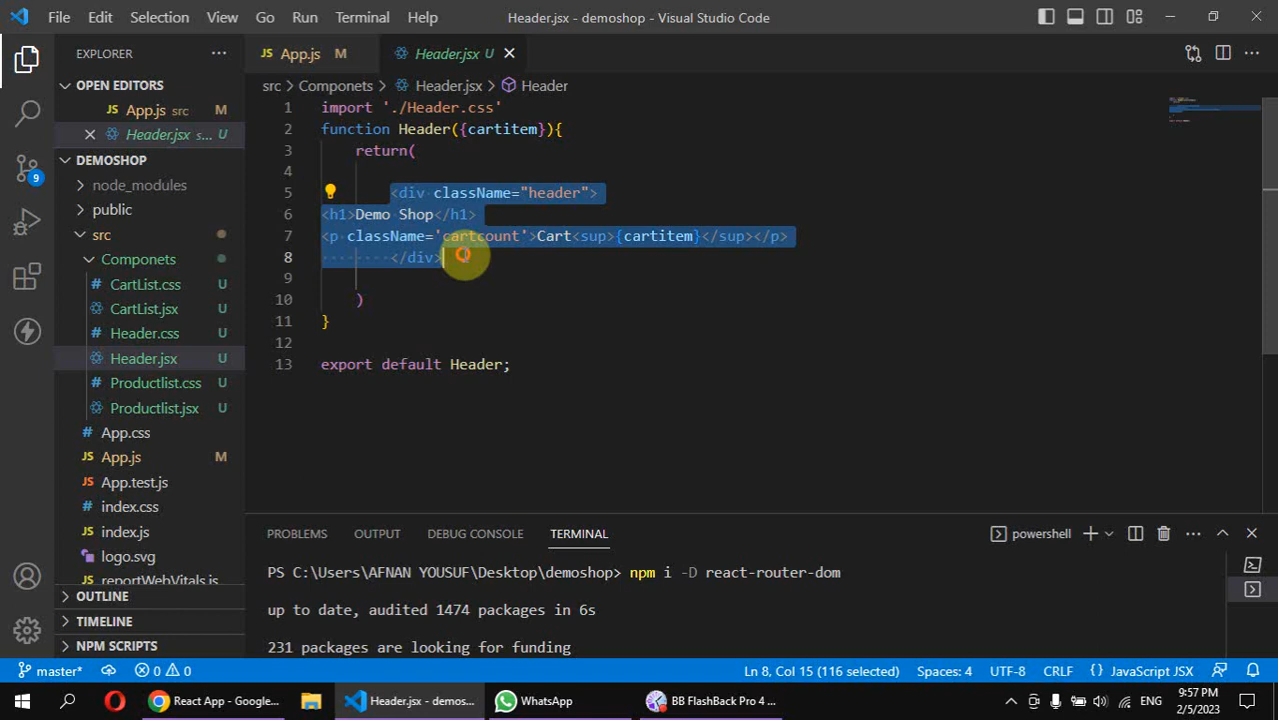 File Edit Selection View Go Run Terminal Help Header.jsx - demoshop - Visual Studio Code
EXPLORER
OPEN EDITORS
App.js src M
Header.jsx s... U
DEMOSHOP
node_modules
public
src
Componets
CartList.css U
CartList.jsx U
Header.css U
Header.jsx U
Productlist.css U
Productlist.jsx U
App.css
App.js M
App.test.js
index.css
index.js
logo.svg
reportWebVitals.js
OUTLINE
TIMELINE
NPM SCRIPTS
9
App.js M Header.jsx U
src > Componets > Header.jsx > Header
1 import './Header.css'
2 function Header({cartitem}){
3 return(
4
5 <div className="header">
6 <h1>Demo Shop</h1>
7 <p className='cartcount'>Cart<sup>{cartitem}</sup></p>
8 </div>
9
10 )
11 }
12
13 export default Header;
PROBLEMS OUTPUT DEBUG CONSOLE TERMINAL powershell
PS C:\Users\AFNAN YOUSUF\Desktop\demoshop> npm i -D react-router-dom
up to date, audited 1474 packages in 6s
231 packages are looking for funding
master* 0 0 Ln 8, Col 15 (116 selected) Spaces: 4 UTF-8 CRLF {} JavaScript JSX
React App - Google... Header.jsx - demos... WhatsApp BB FlashBack Pro 4 ... ENG 9:57 PM
2/5/2023